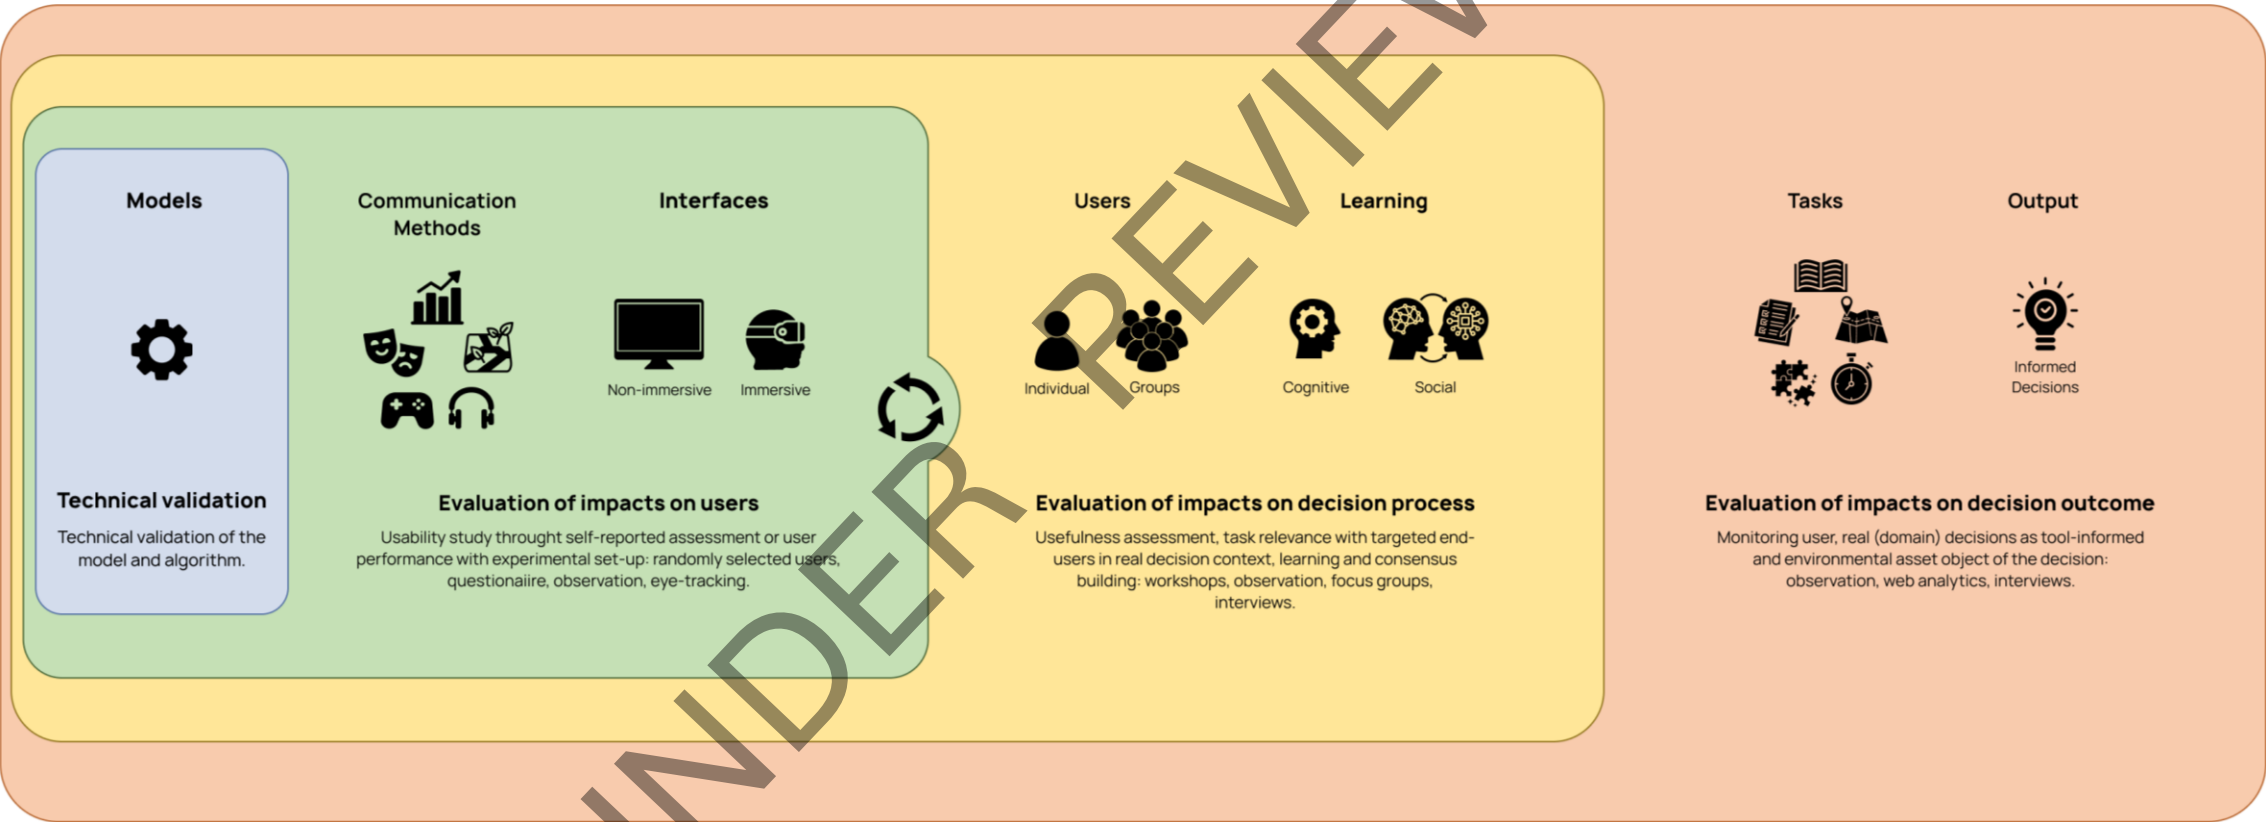 Models
Communication
Methods
Interfaces
Users
Learning
Tasks
Output
Non-immersive
Immersive
Individual
Groups
Cognitive
Social
Informed
Decisions
Technical validation
Technical validation of the
model and algorithm.
Evaluation of impacts on users
Usability study throught self-reported assessment or user
performance with experimental set-up: randomly selected users,
questionaiire, observation, eye-tracking.
Evaluation of impacts on decision process
Usefulness assessment, task relevance with targeted end-
users in real decision context, learning and consensus
building: workshops, observation, focus groups,
interviews.
Evaluation of impacts on decision outcome
Monitoring user, real (domain) decisions as tool-informed
and environmental asset object of the decision:
observation, web analytics, interviews.
UNDER REVIEW